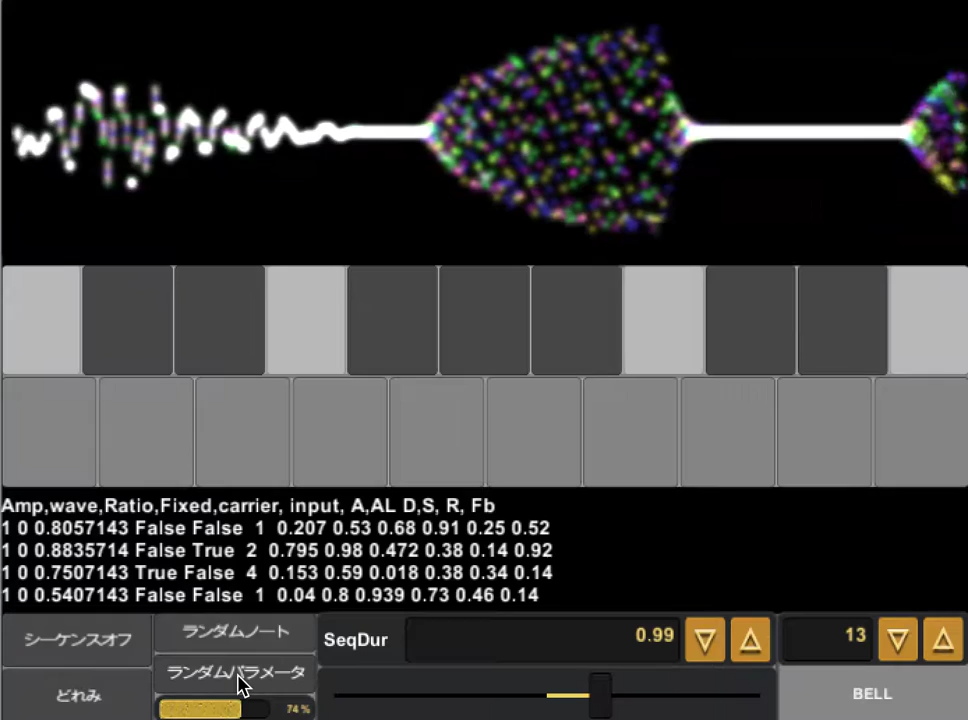 Amp,wave,Ratio,Fixed,carrier, input, A,AL D,S, R, Fb
1 0 0.8057143 False False 1 0.207 0.53 0.68 0.91 0.25 0.52
1 0 0.8835714 False True 2 0.795 0.98 0.472 0.38 0.14 0.92
1 0 0.7507143 True False 4 0.153 0.59 0.018 0.38 0.34 0.14
1 0 0.5407143 False False 1 0.04 0.8 0.939 0.73 0.46 0.14
シーケンスオフ
ランダムノート
SeqDur
0.99
13
ランダムパラメータ
どれみ
74%
BELL